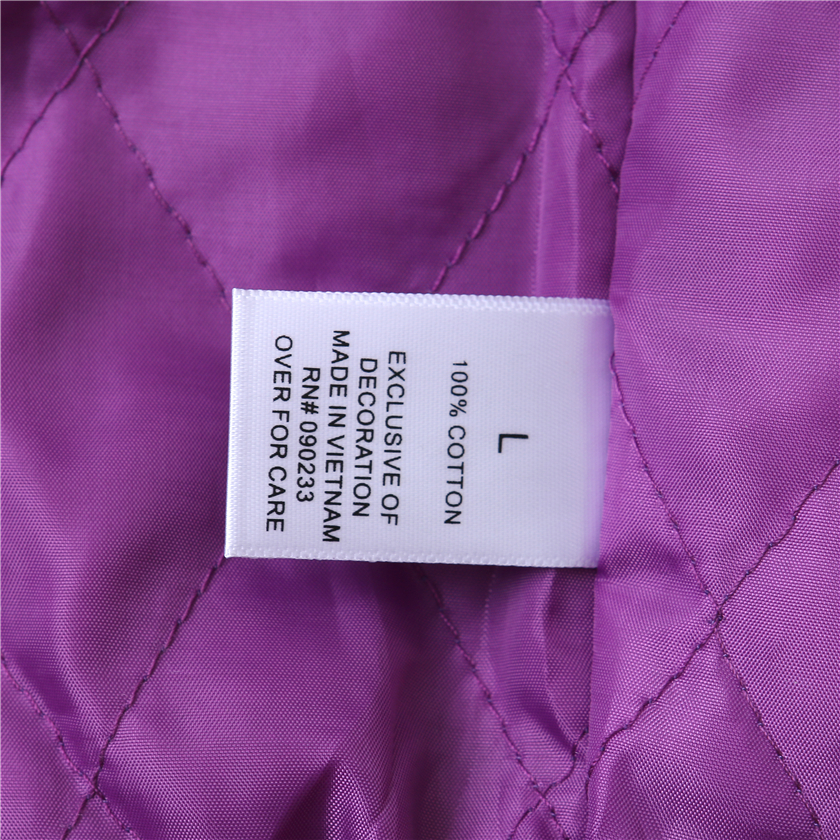 L
100% COTTON
EXCLUSIVE OF
DECORATION
MADE IN VIETNAM
RN# 090233
OVER FOR CARE